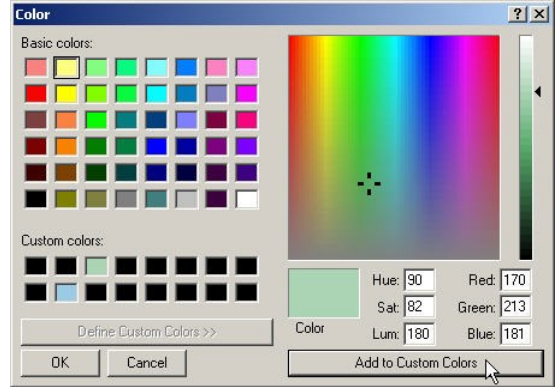 Color
Basic colors:
Custom colors:
Define Custom Colors >>
OK Cancel
Color
Hue: 90 Red: 170
Sat: 82 Green: 213
Lum: 180 Blue: 181
Add to Custom Colors